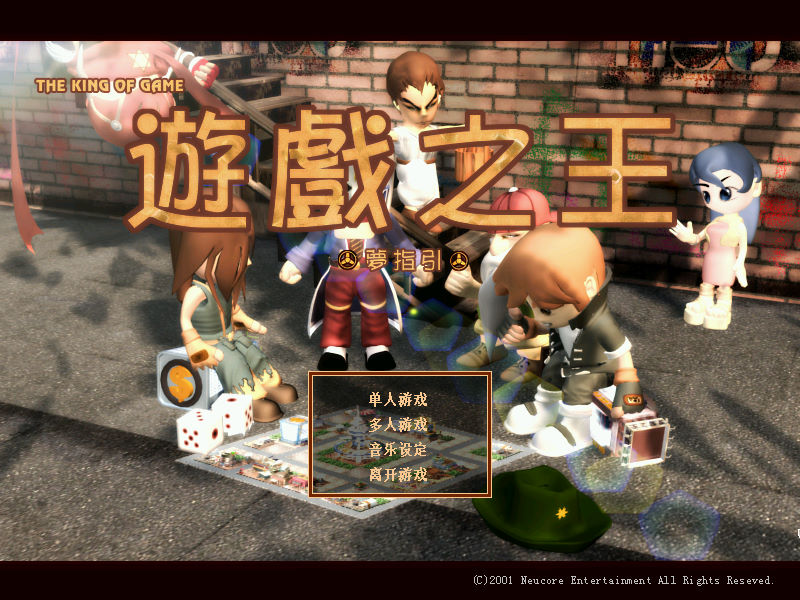 THE KING OF GAME
遊戲之王
夢指引
单人游戏
多人游戏
音乐设定
离开游戏
(C)2001 Neucore Entertainment All Rights Reseved.